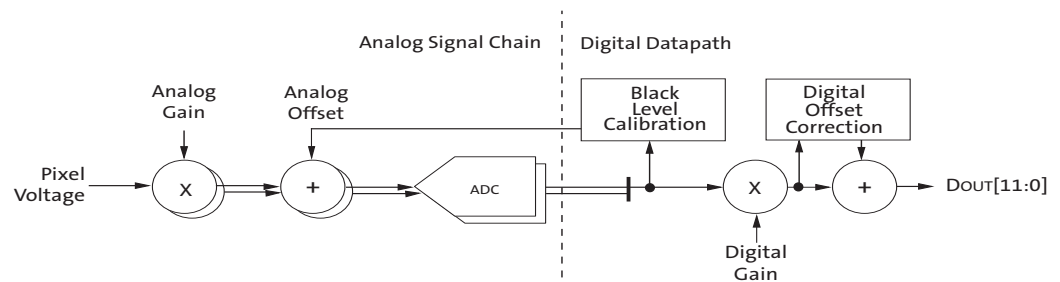 Analog Signal Chain
Digital Datapath
Analog
Gain
Analog
Offset
Black
Level
Calibration
Digital
Offset
Correction
Pixel
Voltage
x
+
ADC
x
+
DOUT[11:0]
Digital
Gain